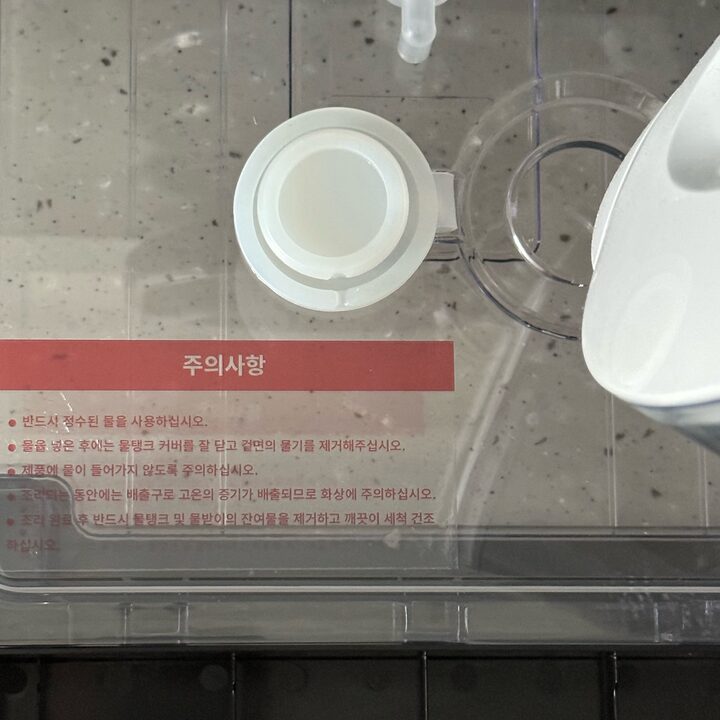 주의사항
● 반드시 정수된 물을 사용하십시오.
● 물을 넣은 후에는 물탱크 커버를 잘 닫고 겉면의 물기를 제거해주십시오.
● 제품에 물이 들어가지 않도록 주의하십시오.
● 조리되는 동안에는 배출구로 고온의 증기가 배출되므로 화상에 주의하십시오.
● 조리 완료 후 반드시 물탱크 및 물받이의 잔여물을 제거하고 깨끗이 세척 건조
하십시오.